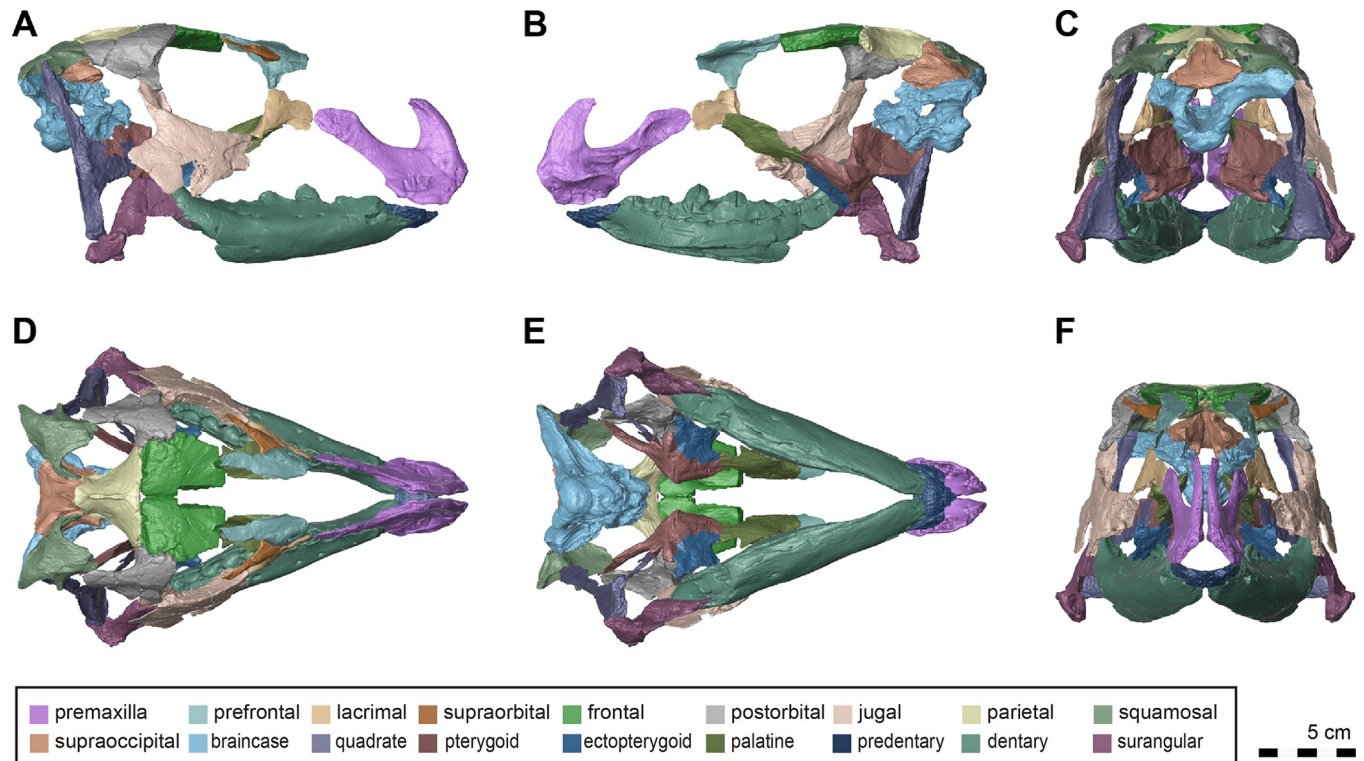 A B C
D E F
premaxilla prefrontal lacrimal supraorbital frontal postorbital jugal parietal squamosal
supraoccipital braincase quadrate pterygoid ectopterygoid palatine predentary dentary surangular
5 cm